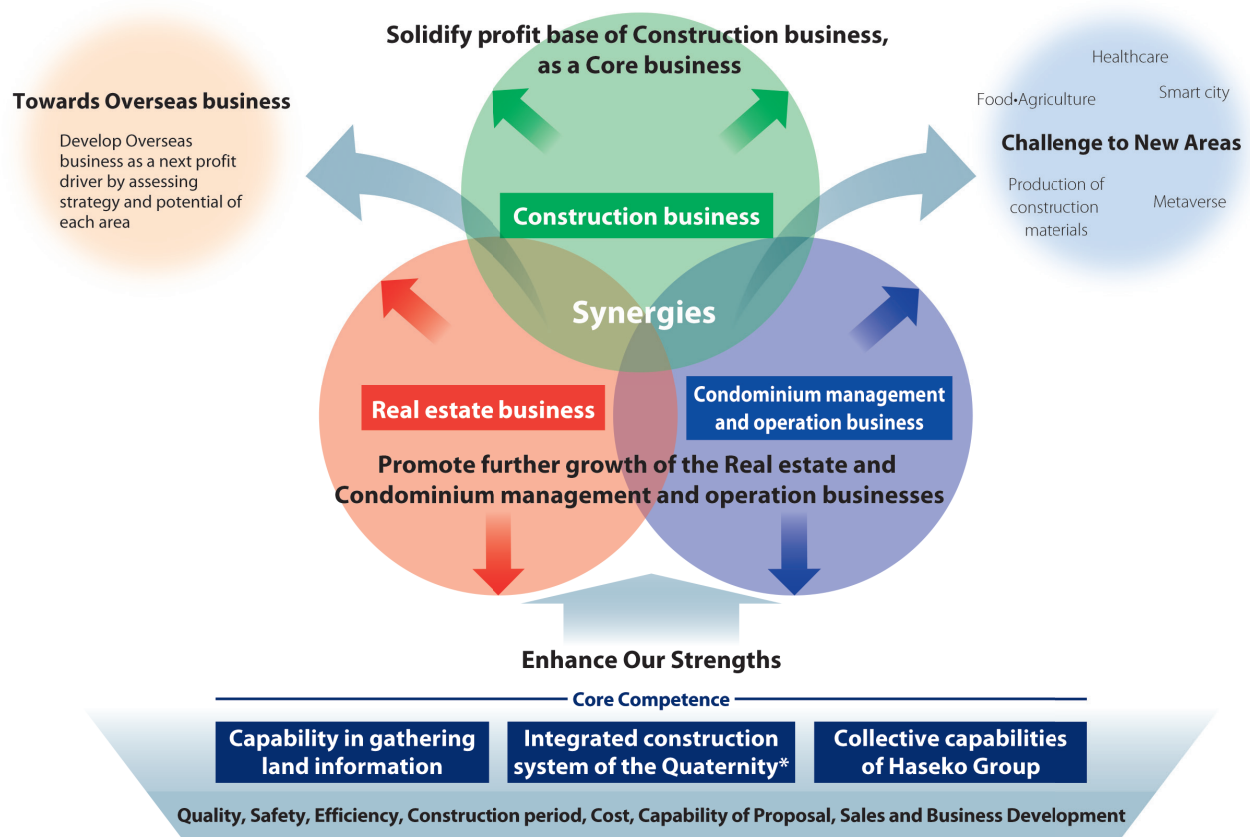 Solidify profit base of Construction business,
as a Core business
Towards Overseas business
Develop Overseas
business as a next profit
driver by assessing
strategy and potential of
each area
Healthcare
Food•Agriculture
Smart city
Challenge to New Areas
Production of
construction
materials
Metaverse
Construction business
Synergies
Real estate business
Condominium management
and operation business
Promote further growth of the Real estate and
Condominium management and operation businesses
Enhance Our Strengths
Core Competence
Capability in gathering
land information
Integrated construction
system of the Quaternity*
Collective capabilities
of Haseko Group
Quality, Safety, Efficiency, Construction period, Cost, Capability of Proposal, Sales and Business Development